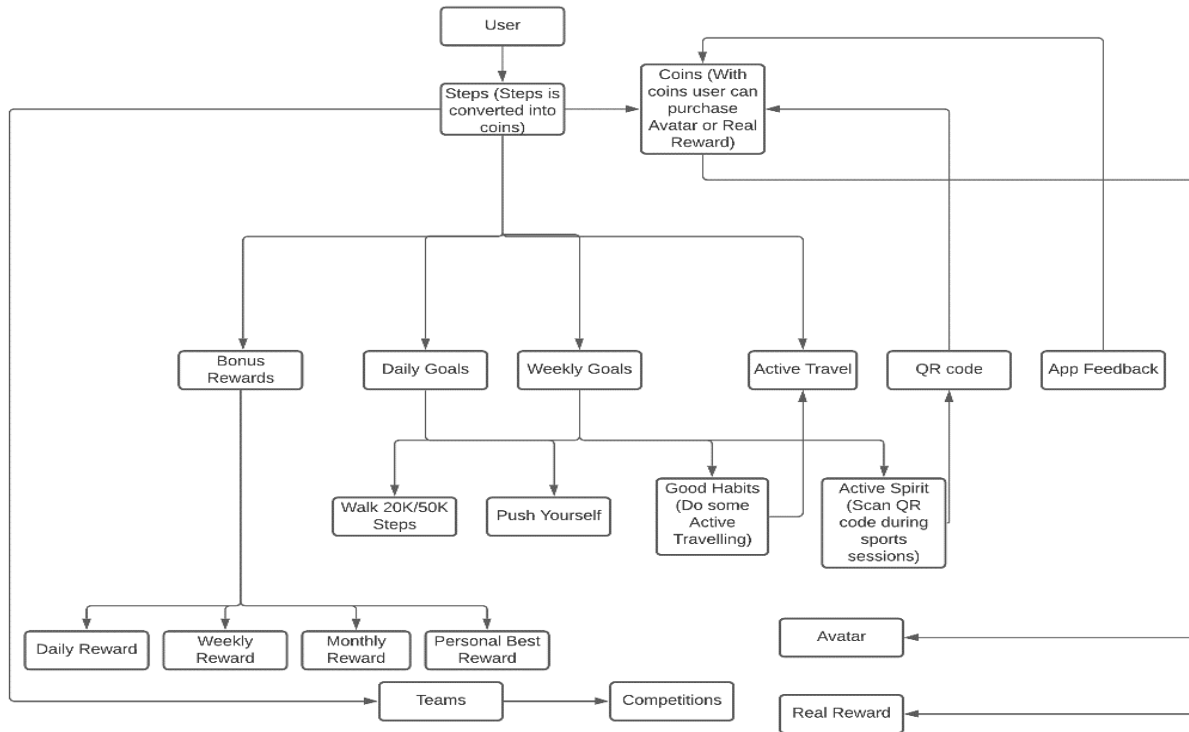 User
Steps (Steps is
converted into
coins)
Coins (With
coins user can
purchase
Avatar or Real
Reward)
Bonus
Rewards
Daily Goals
Weekly Goals
Active Travel
QR code
App Feedback
Walk 20K/50K
Steps
Push Yourself
Good Habits
(Do some
Active
Travelling)
Active Spirit
(Scan QR
code during
sports
sessions)
Daily Reward
Weekly
Reward
Monthly
Reward
Personal Best
Reward
Avatar
Teams
Competitions
Real Reward